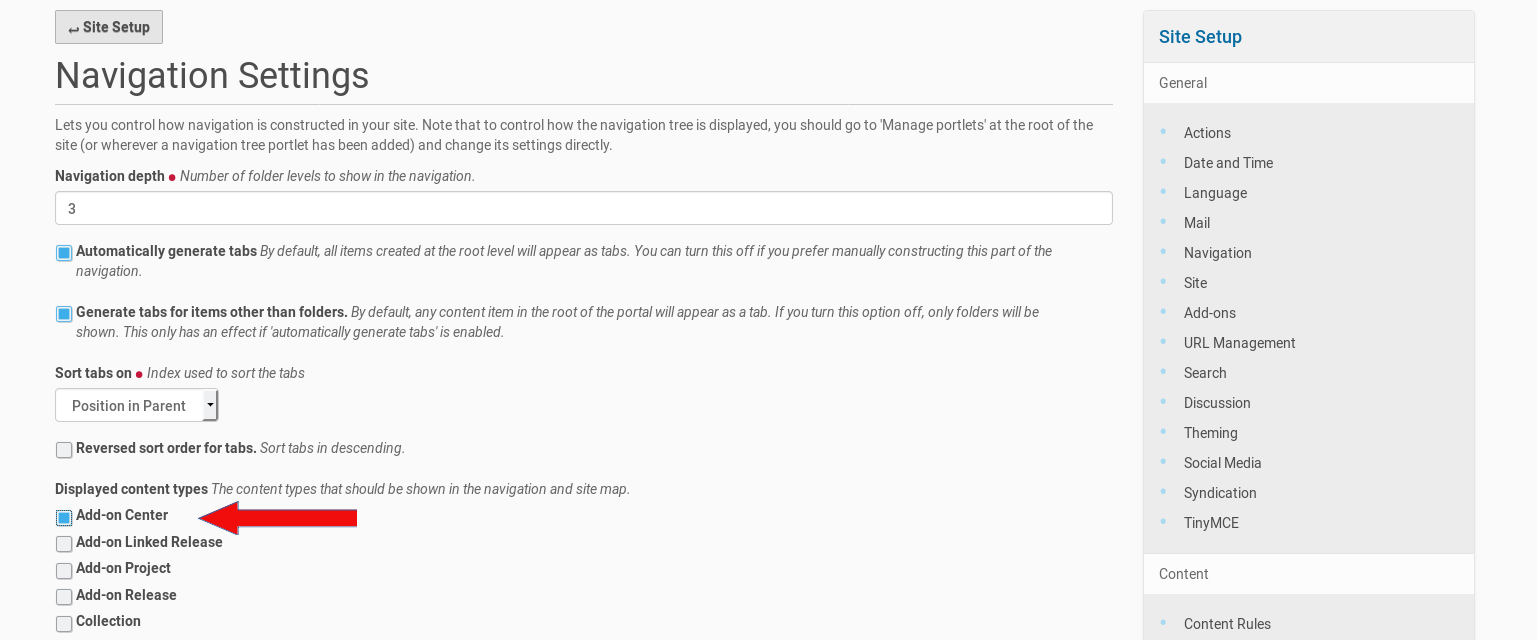 ↩ Site Setup
Navigation Settings
Lets you control how navigation is constructed in your site. Note that to control how the navigation tree is displayed, you should go to 'Manage portlets' at the root of the
site (or wherever a navigation tree portlet has been added) and change its settings directly.
Navigation depth Number of folder levels to show in the navigation.
3
Automatically generate tabs By default, all items created at the root level will appear as tabs. You can turn this off if you prefer manually constructing this part of the
navigation.
Generate tabs for items other than folders. By default, any content item in the root of the portal will appear as a tab. If you turn this option off, only folders will be
shown. This only has an effect if 'automatically generate tabs' is enabled.
Sort tabs on Index used to sort the tabs
Position in Parent
Reversed sort order for tabs. Sort tabs in descending.
Displayed content types The content types that should be shown in the navigation and site map.
Add-on Center
Add-on Linked Release
Add-on Project
Add-on Release
Collection
Site Setup
General
Actions
Date and Time
Language
Mail
Navigation
Site
Add-ons
URL Management
Search
Discussion
Theming
Social Media
Syndication
TinyMCE
Content
Content Rules